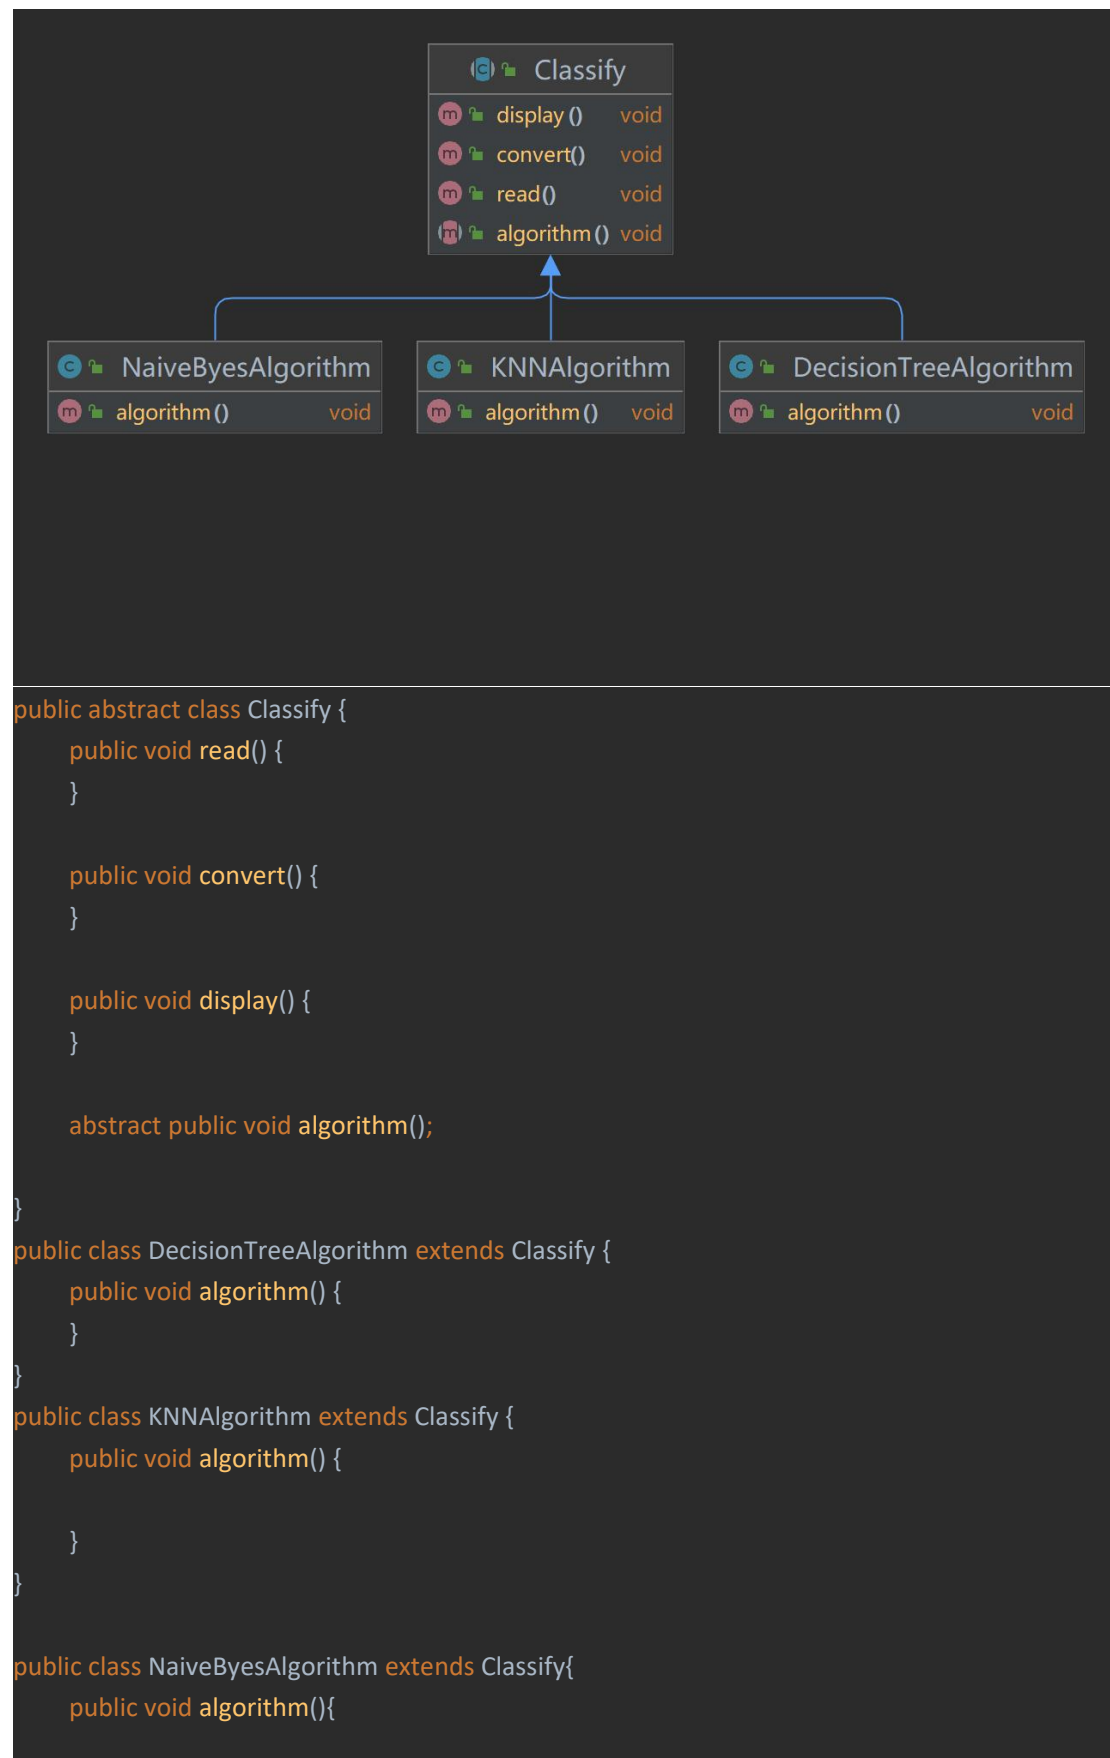 Classify
display() void
convert() void
read() void
algorithm() void
NaiveByesAlgorithm
algorithm() void
KNNAlgorithm
algorithm() void
DecisionTreeAlgorithm
algorithm() void
public abstract class Classify {
public void read() {
}
public void convert() {
}
public void display() {
}
abstract public void algorithm();
}
public class DecisionTreeAlgorithm extends Classify {
public void algorithm() {
}
}
public class KNNAlgorithm extends Classify {
public void algorithm() {
}
}
public class NaiveByesAlgorithm extends Classify{
public void algorithm(){